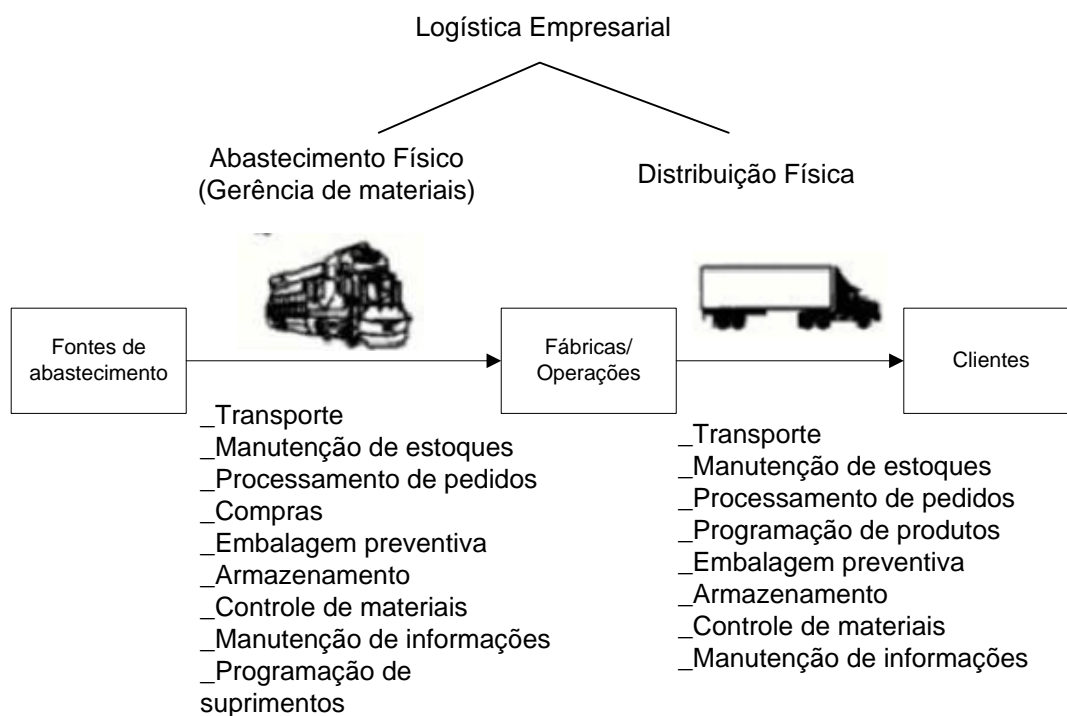 Logística Empresarial
Abastecimento Físico
(Gerência de materiais)
Distribuição Física
Fontes de
abastecimento
Fábricas/
Operações
Clientes
_Transporte
_Manutenção de estoques
_Processamento de pedidos
_Compras
_Embalagem preventiva
_Armazenamento
_Controle de materiais
_Manutenção de informações
_Programação de
suprimentos
_Transporte
_Manutenção de estoques
_Processamento de pedidos
_Programação de produtos
_Embalagem preventiva
_Armazenamento
_Controle de materiais
_Manutenção de informações